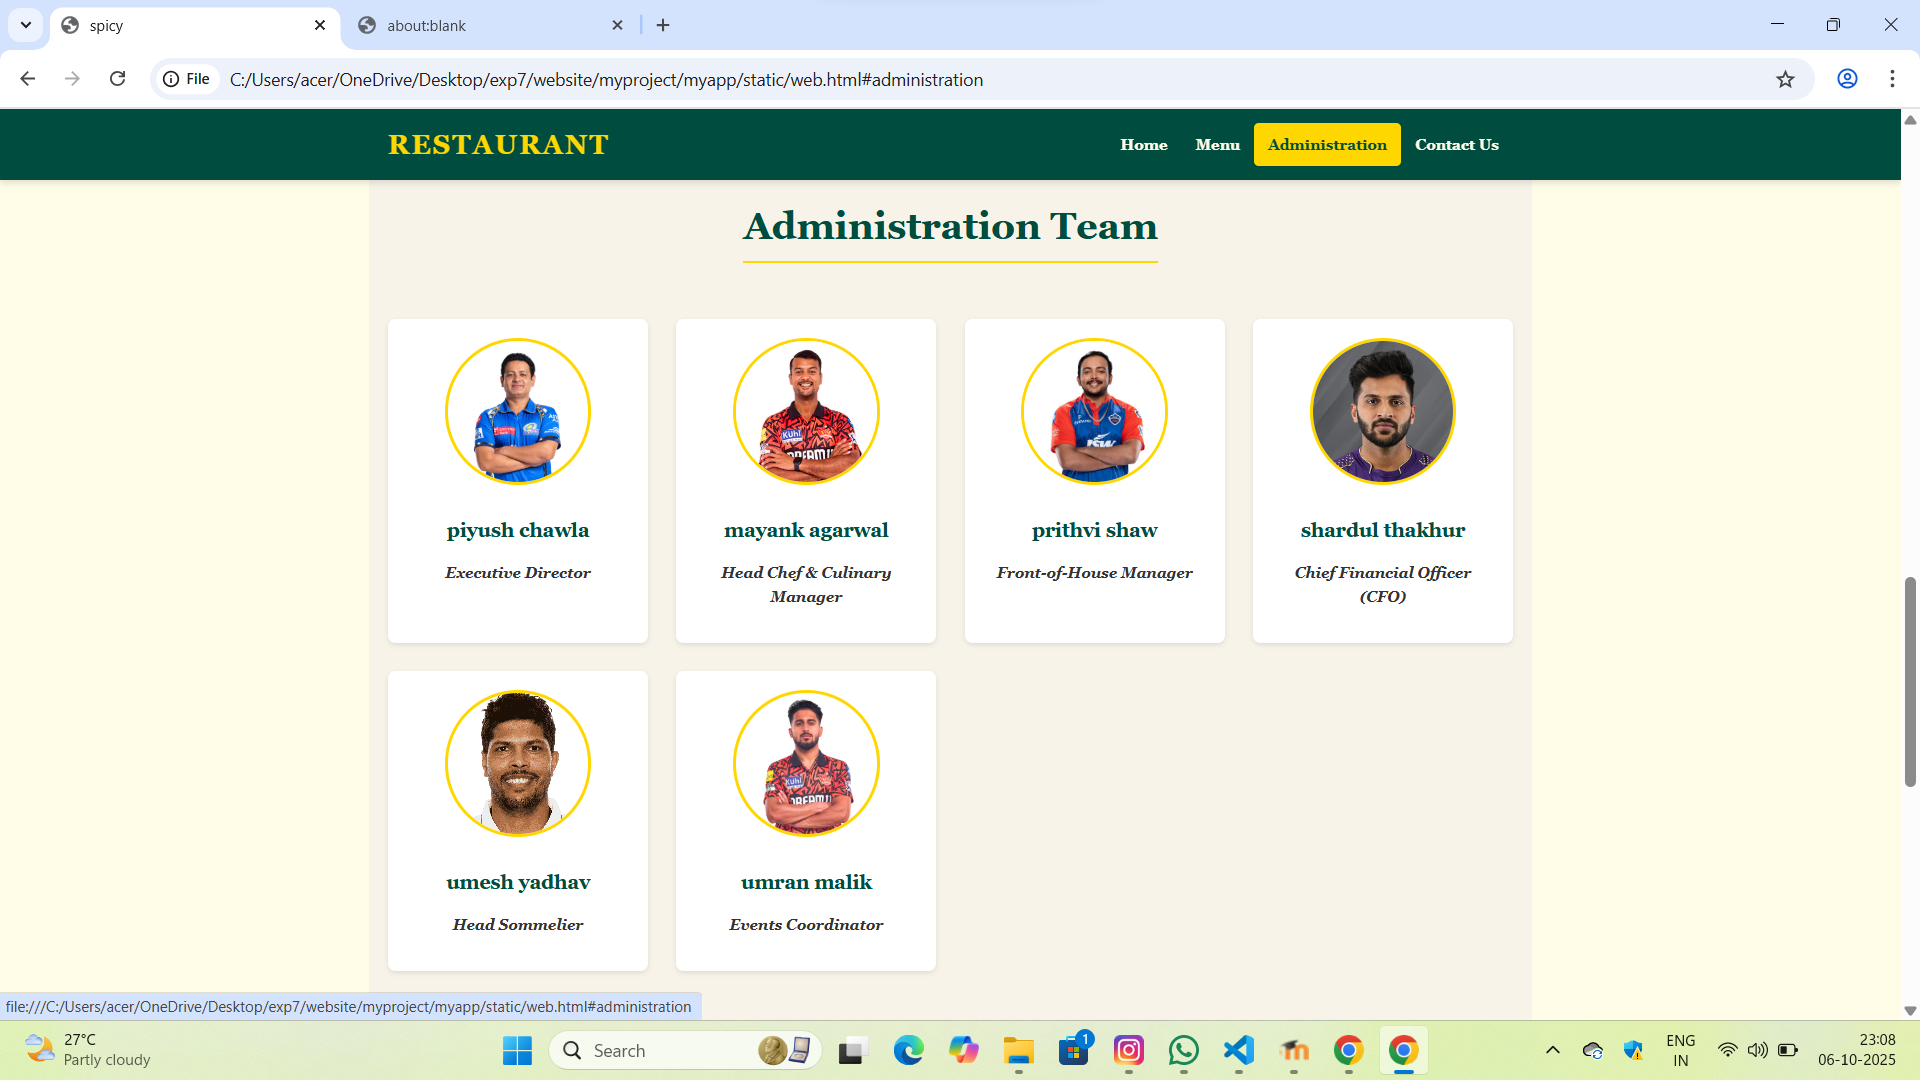 spicy
about:blank
File
C:/Users/acer/OneDrive/Desktop/exp7/website/myproject/myapp/static/web.html#administration
RESTAURANT
Home
Menu
Administration
Contact Us
Administration Team
KUHL
DREAM11
piyush chawla
Executive Director
mayank agarwal
Head Chef & Culinary
Manager
prithvi shaw
Front-of-House Manager
shardul thakhur
Chief Financial Officer
(CFO)
KUHL
umesh yadhav
Head Sommelier
umran malik
Events Coordinator
file:///C:/Users/acer/OneDrive/Desktop/exp7/website/myproject/myapp/static/web.html#administration
27°C
Partly cloudy
Search
1
ENG
IN
23:08
06-10-2025